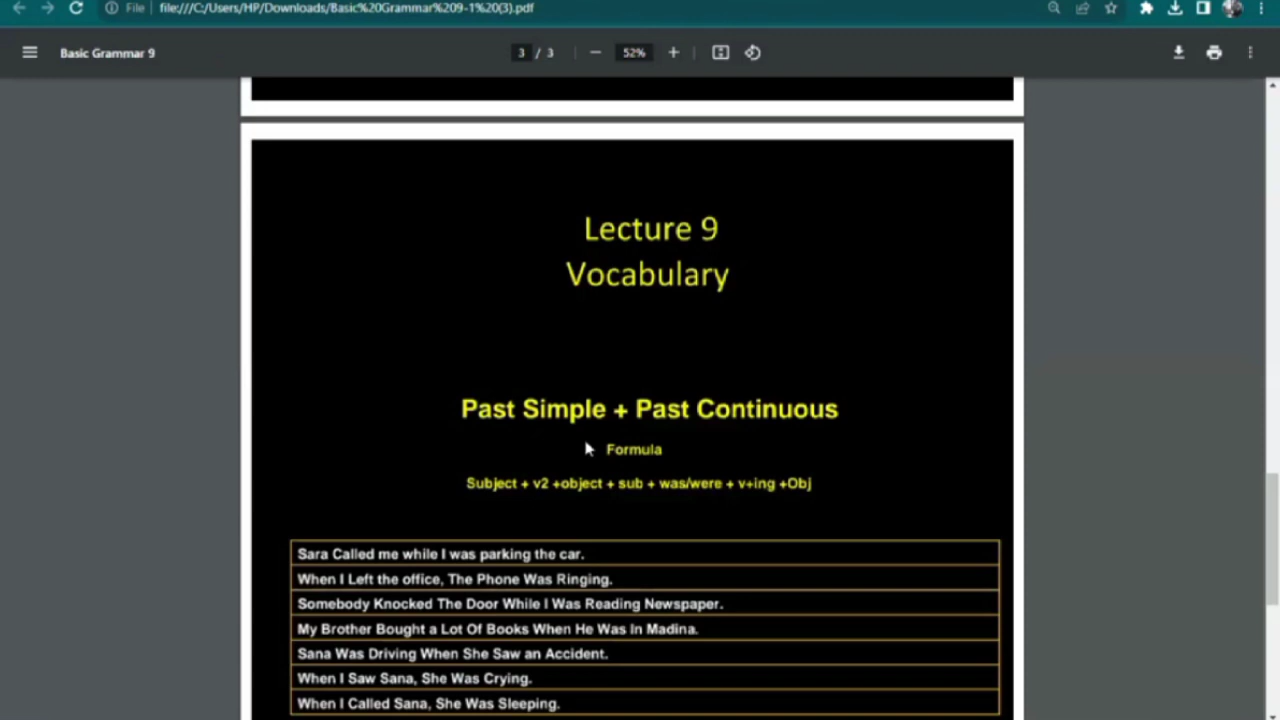 File file:///C:/Users/HP/Downloads/Basic%20Grammar%209-1%20(3).pdf
Basic Grammar 9
3 / 3
52%
Lecture 9
Vocabulary
Past Simple + Past Continuous
Formula
Subject + v2 +object + sub + was/were + v+ing +Obj
Sara Called me while I was parking the car.
When I Left the office, The Phone Was Ringing.
Somebody Knocked The Door While I Was Reading Newspaper.
My Brother Bought a Lot Of Books When He Was In Madina.
Sana Was Driving When She Saw an Accident.
When I Saw Sana, She Was Crying.
When I Called Sana, She Was Sleeping.